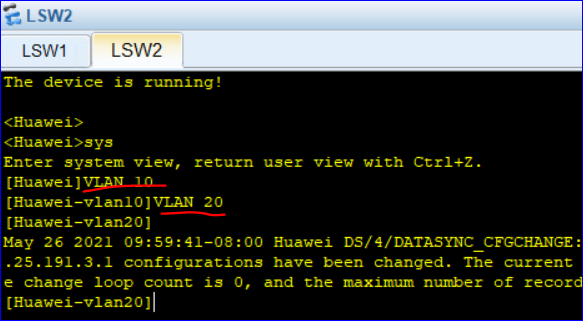 LSW2
LSW1 LSW2
The device is running!
<Huawei>
<Huawei>sys
Enter system view, return user view with Ctrl+Z.
[Huawei]VLAN 10
[Huawei-vlan10]VLAN 20
[Huawei-vlan20]
May 26 2021 09:59:41-08:00 Huawei DS/4/DATASYNC_CFGCHANGE:
.25.191.3.1 configurations have been changed. The current
e change loop count is 0, and the maximum number of record
[Huawei-vlan20]